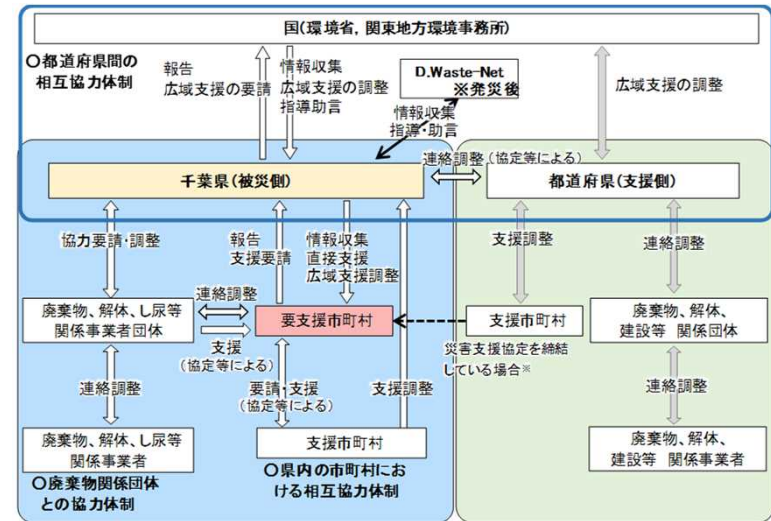 国(環境省, 関東地方環境事務所)
〇都道府県間の
相互協力体制
報告
広域支援の要請
情報収集
広域支援の調整
指導助言
D.Waste-Net
※発災後
情報収集
指導・助言
広域支援の調整
千葉県(被災側)
連絡調整(協定等による)
都道府県(支援側)
協力要請・調整
報告
支援要請
情報収集
直接支援
広域支援調整
支援調整
連絡調整
廃棄物、解体、し尿等
関係事業者団体
連絡調整
支援
(協定等による)
要支援市町村
支援市町村
災害支援協定を締結
している場合※
廃棄物、解体、
建設等 関係団体
連絡調整
要請・支援
(協定等による)
支援調整
連絡調整
廃棄物、解体、し尿等
関係事業者
支援市町村
廃棄物、解体、
建設等 関係事業者
〇廃棄物関係団体
との協力体制
〇県内の市町村にお
ける相互協力体制